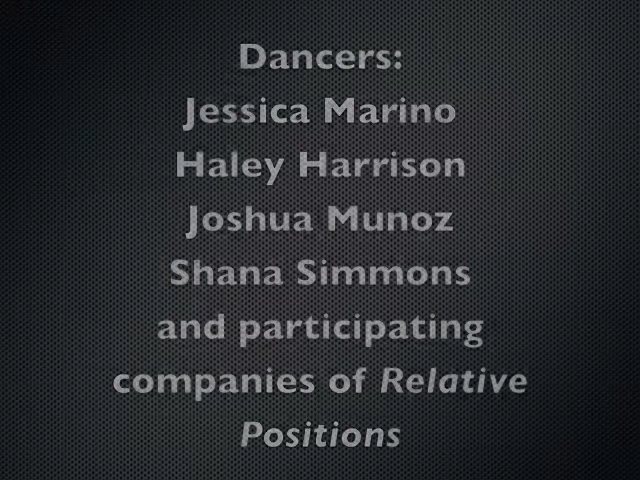 Dancers:
Jessica Marino
Haley Harrison
Joshua Munoz
Shana Simmons
and participating
companies of Relative
Positions